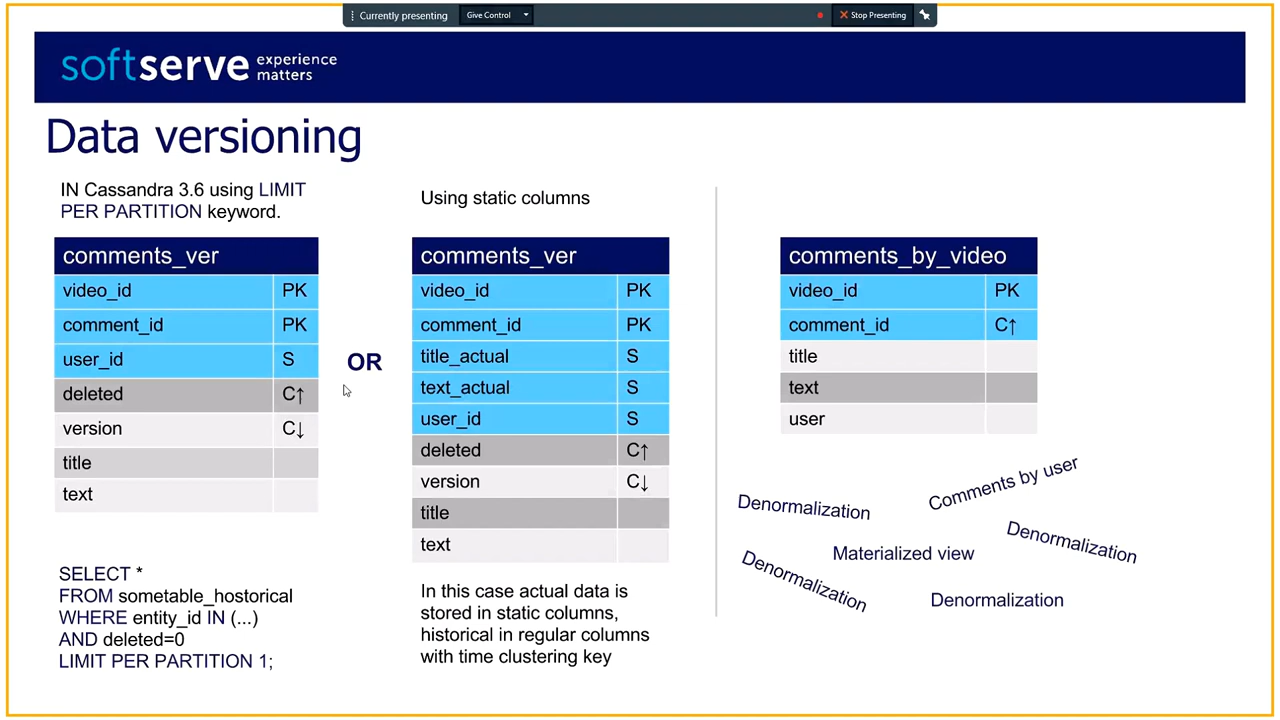 Currently presenting
Give Control
Stop Presenting
softserve
experience
matters
Data versioning
IN Cassandra 3.6 using LIMIT
PER PARTITION keyword.
comments_ver
video_id PK
comment_id PK
user_id S
deleted C↑
version C↓
title
text
SELECT *
FROM sometable_hostorical
WHERE entity_id IN (...)
AND deleted=0
LIMIT PER PARTITION 1;
OR
Using static columns
comments_ver
video_id PK
comment_id PK
title_actual S
text_actual S
user_id S
deleted C↑
version C↓
title
text
In this case actual data is
stored in static columns,
historical in regular columns
with time clustering key
comments_by_video
video_id PK
comment_id C↑
title
text
user
Comments by user
Denormalization
Denormalization
Materialized view
Denormalization
Denormalization